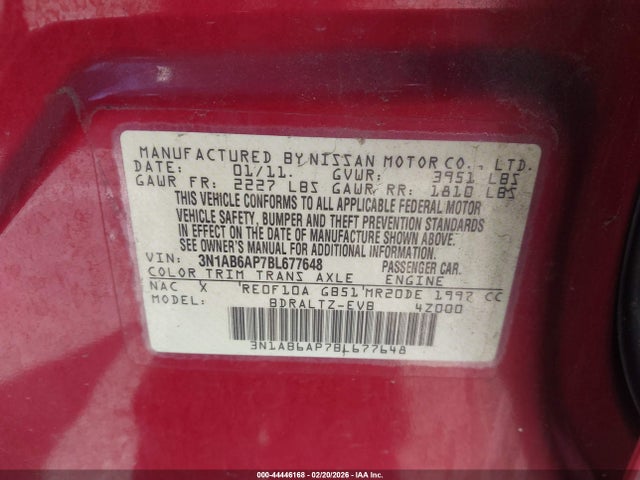 MANUFACTURED BY NISSAN MOTOR CO., LTD.
DATE: 01/11. GVWR: 3951 LBS
GAWR FR: 2227 LBS GAWR RR: 1810 LBS
THIS VEHICLE CONFORMS TO ALL APPLICABLE FEDERAL MOTOR
VEHICLE SAFETY, BUMPER AND THEFT PREVENTION STANDARDS
IN EFFECT ON THE DATE OF MANUFACTURE SHOWN ABOVE.
SEE OWNER'S MANUAL FOR ADDITIONAL INFORMATION.
VIN: 3N1AB6AP7BL677648 PASSENGER CAR.
COLOR TRIM TRANS AXLE ENGINE
NAC X RE0F10A GB51 MR20DE 1997 CC
MODEL: BDRALTZ-EVB 4Z000
3N1AB6AP7BL677648
000-44446168 - 02/20/2026 - IAA Inc.